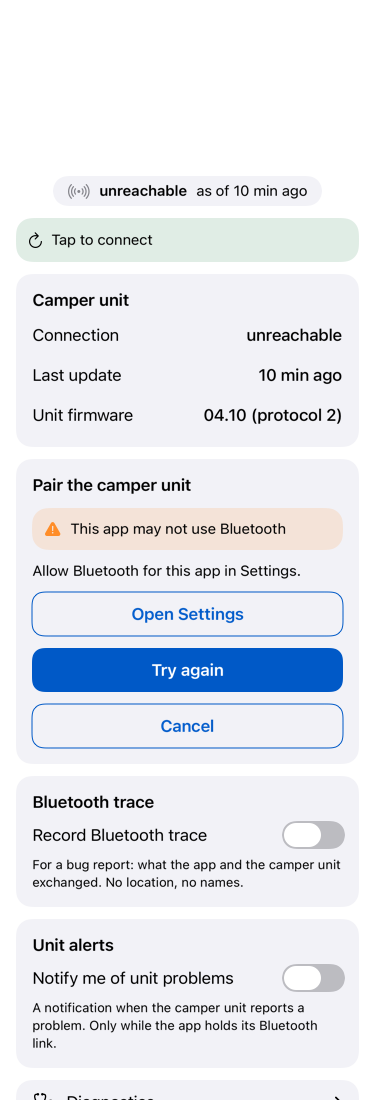 unreachable as of 10 min ago
Tap to connect
Camper unit
Connection unreachable
Last update 10 min ago
Unit firmware 04.10 (protocol 2)
Pair the camper unit
This app may not use Bluetooth
Allow Bluetooth for this app in Settings.
Open Settings
Try again
Cancel
Bluetooth trace
Record Bluetooth trace
For a bug report: what the app and the camper unit
exchanged. No location, no names.
Unit alerts
Notify me of unit problems
A notification when the camper unit reports a
problem. Only while the app holds its Bluetooth
link.
Diagnostics